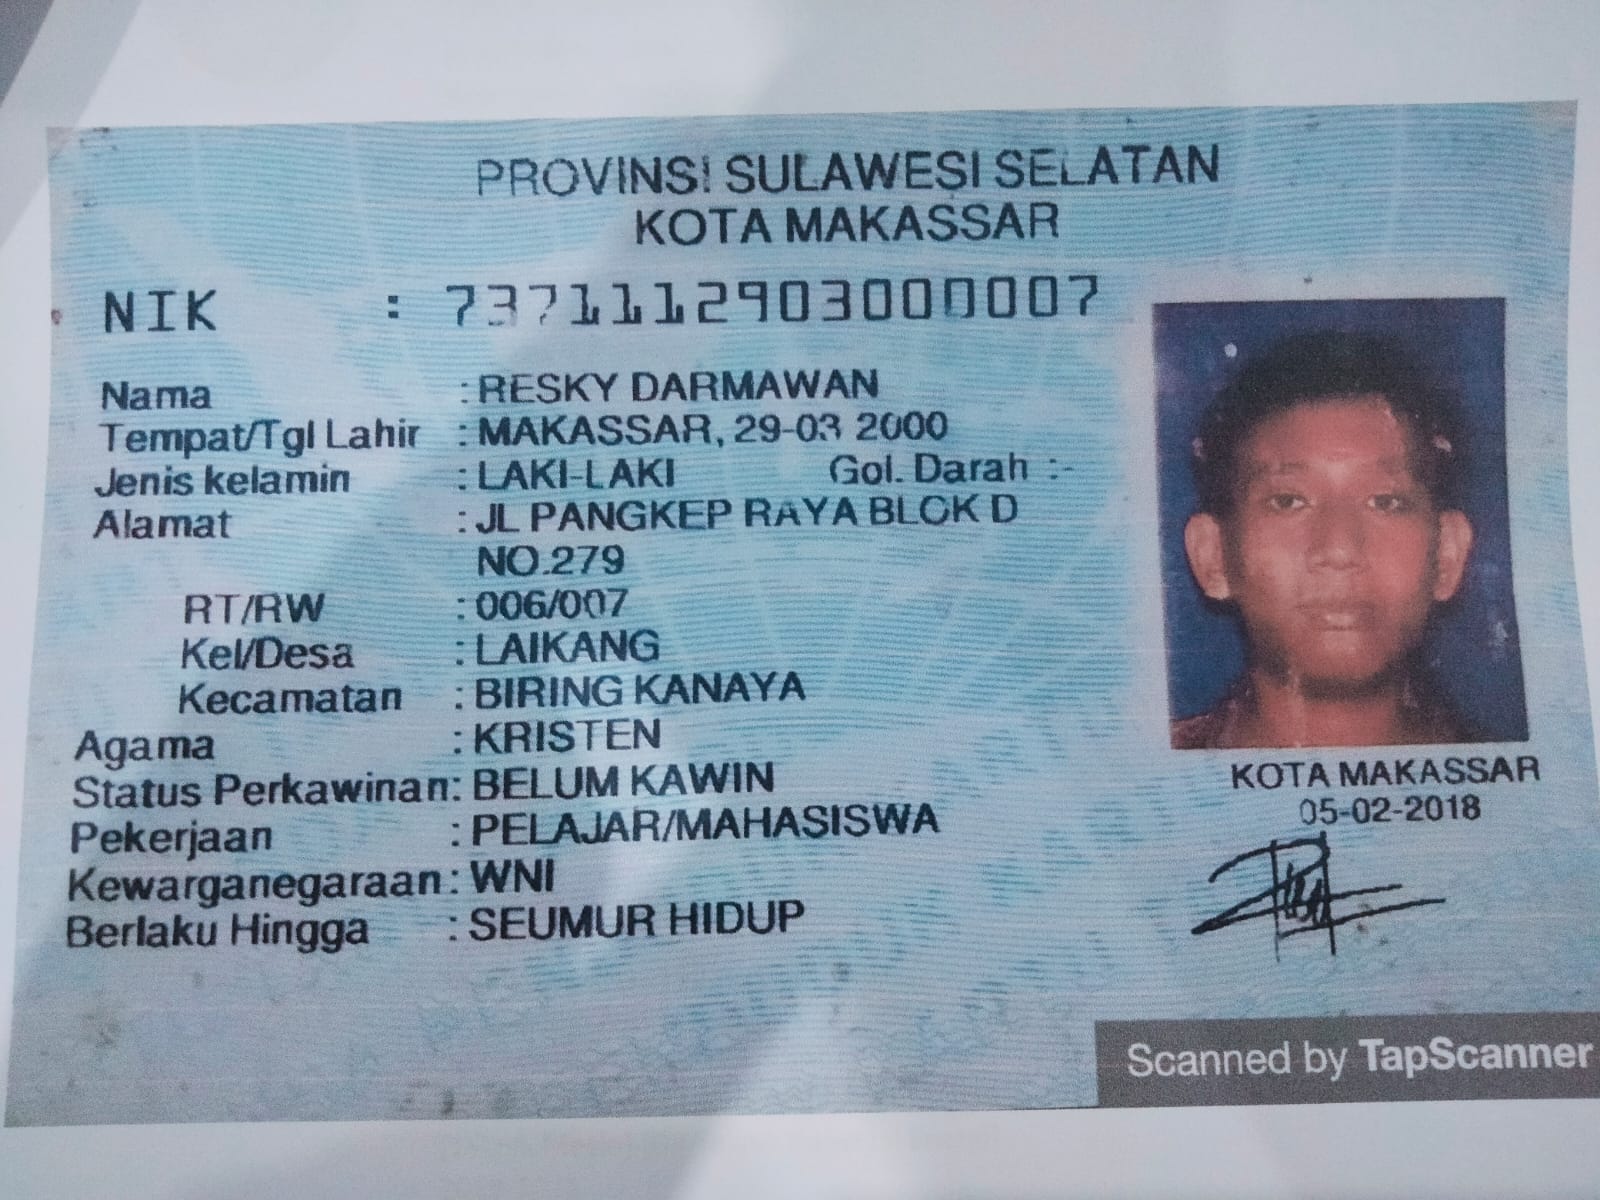 PROVINSI SULAWESI SELATAN
KOTA MAKASSAR
NIK : 7371112903000007
Nama : RESKY DARMAWAN
Tempat/Tgl Lahir : MAKASSAR, 29-03 2000
Jenis kelamin : LAKI-LAKI Gol. Darah :-
Alamat : JL PANGKEP RAYA BLOK D
NO.279
RT/RW : 006/007
Kel/Desa : LAIKANG
Kecamatan : BIRING KANAYA
Agama : KRISTEN
Status Perkawinan: BELUM KAWIN
Pekerjaan : PELAJAR/MAHASISWA
Kewarganegaraan: WNI
Berlaku Hingga : SEUMUR HIDUP
KOTA MAKASSAR
05-02-2018
Scanned by TapScanner